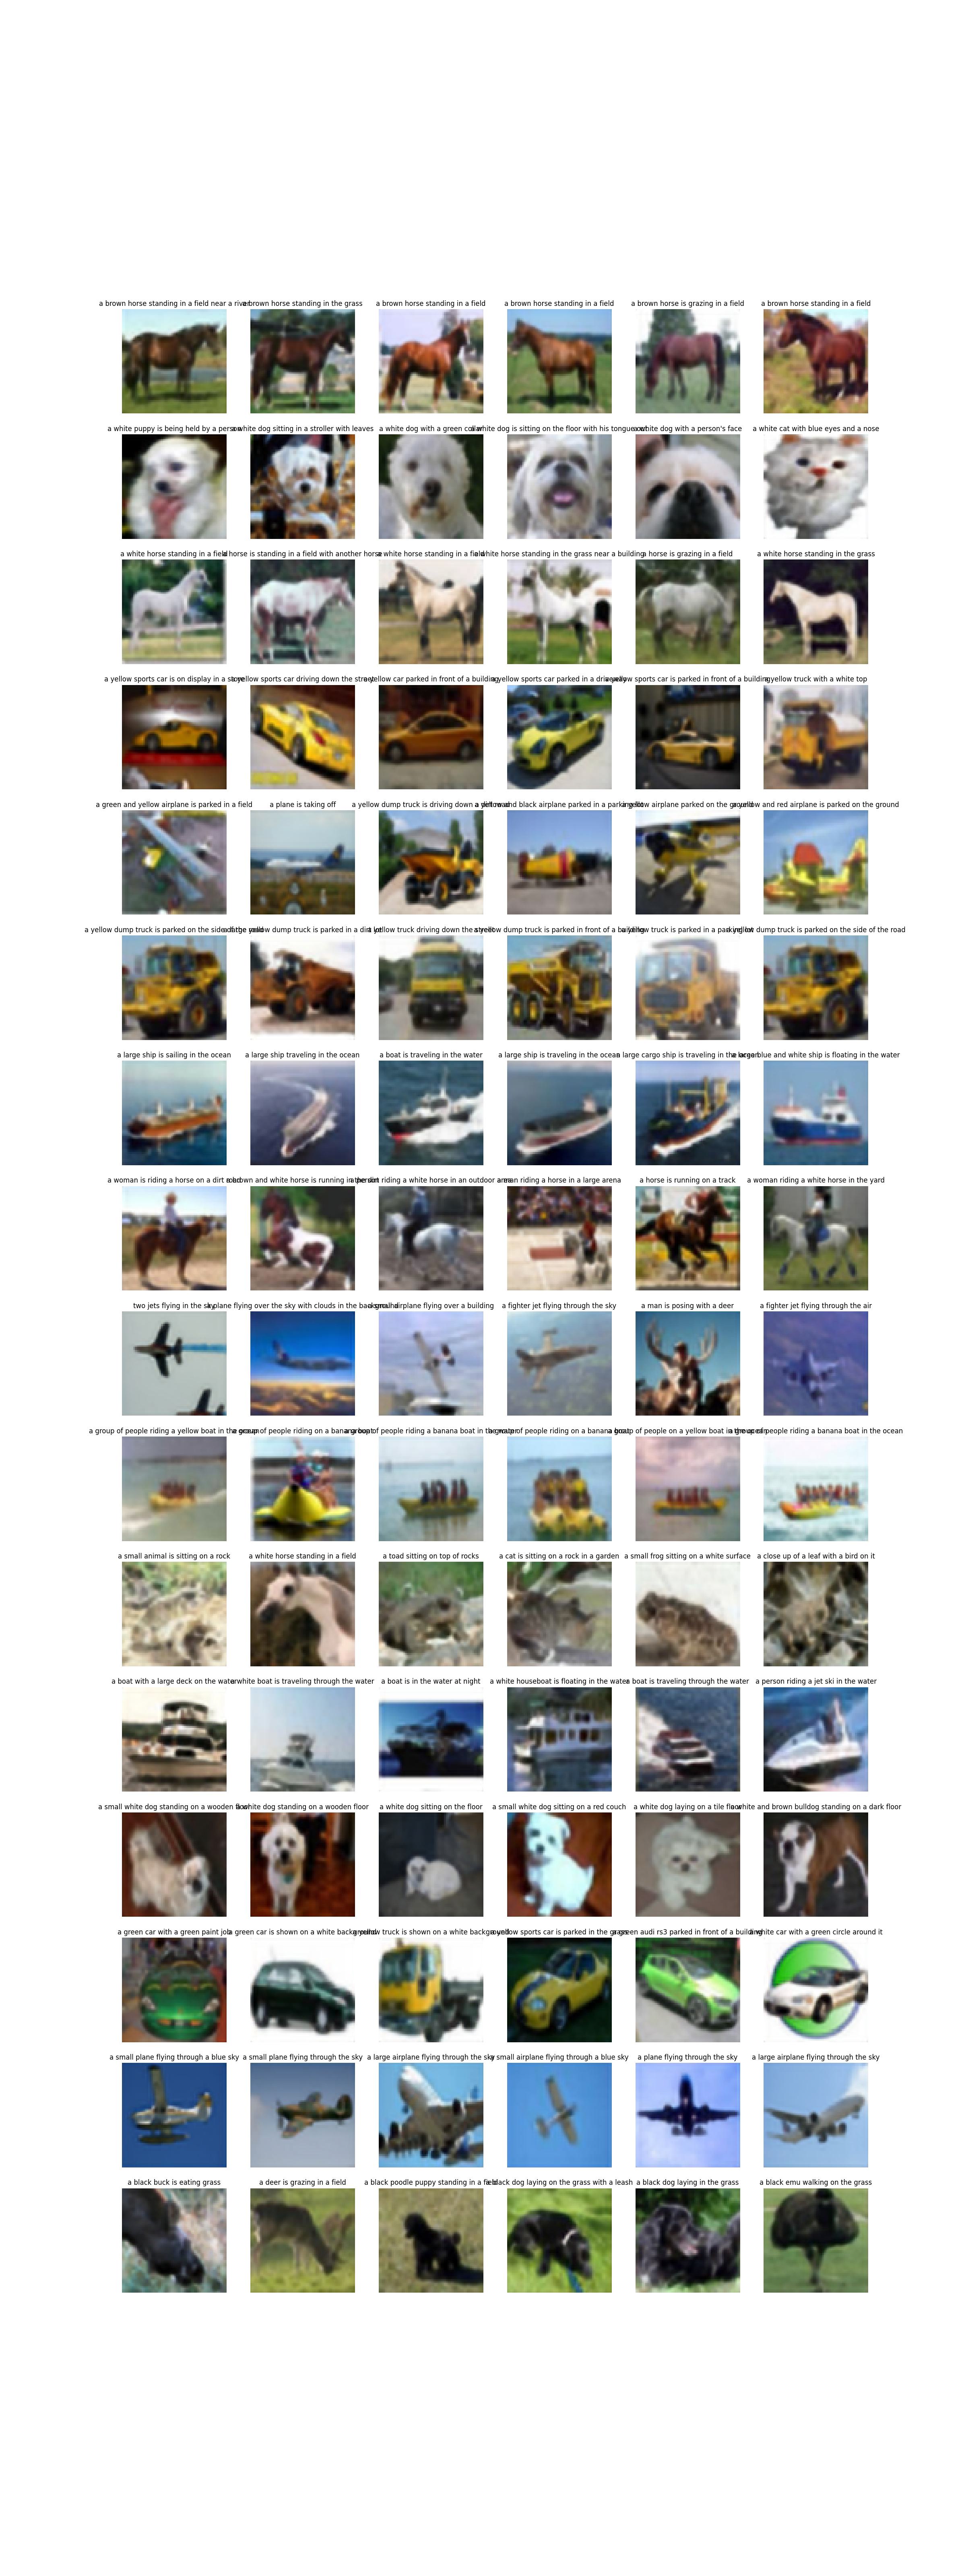 a brown horse standing in a field near a river
a brown horse standing in the grass
a brown horse standing in a field
a brown horse standing in a field
a brown horse is grazing in a field
a brown horse standing in a field
a white puppy is being held by a person
a white dog sitting in a stroller with leaves
a white dog with a green collar
a white dog is sitting on the floor with his tongue out
a white dog with a person's face
a white cat with blue eyes and a nose
a white horse standing in a field
a horse is standing in a field with another horse
a white horse standing in a field
a white horse standing in the grass near a building
a horse is grazing in a field
a white horse standing in the grass
a yellow sports car is on display in a store
a yellow sports car driving down the street
a yellow car parked in front of a building
a yellow sports car parked in a driveway
a yellow sports car is parked in front of a building
a yellow truck with a white top
a green and yellow airplane is parked in a field
a plane is taking off
a yellow dump truck is driving down a dirt road
a yellow and black airplane parked in a parking lot
a yellow airplane parked on the ground
a yellow and red airplane is parked on the ground
a yellow dump truck is parked on the side of the road
a large yellow dump truck is parked in a dirt lot
a yellow truck driving down the street
a yellow dump truck is parked in front of a building
a yellow truck is parked in a parking lot
a yellow dump truck is parked on the side of the road
a large ship is sailing in the ocean
a large ship traveling in the ocean
a boat is traveling in the water
a large ship is traveling in the ocean
a large cargo ship is traveling in the ocean
a large blue and white ship is floating in the water
a woman is riding a horse on a dirt road
a brown and white horse is running in the dirt
a person riding a white horse in an outdoor arena
a man riding a horse in a large arena
a horse is running on a track
a woman riding a white horse in the yard
two jets flying in the sky
a plane flying over the sky with clouds in the background
a small airplane flying over a building
a fighter jet flying through the sky
a man is posing with a deer
a fighter jet flying through the air
a group of people riding a yellow boat in the ocean
a group of people riding on a banana boat
a group of people riding a banana boat in the water
a group of people riding on a banana boat
a group of people on a yellow boat in the ocean
a group of people riding a banana boat in the ocean
a small animal is sitting on a rock
a white horse standing in a field
a toad sitting on top of rocks
a cat is sitting on a rock in a garden
a small frog sitting on a white surface
a close up of a leaf with a bird on it
a boat with a large deck on the water
a white boat is traveling through the water
a boat is in the water at night
a white houseboat is floating in the water
a boat is traveling through the water
a person riding a jet ski in the water
a small white dog standing on a wooden floor
a white dog standing on a wooden floor
a white dog sitting on the floor
a small white dog sitting on a red couch
a white dog laying on a tile floor
a white and brown bulldog standing on a dark floor
a green car with a green paint job
a green car is shown on a white background
a yellow truck is shown on a white background
a yellow sports car is parked in the grass
a green audi rs3 parked in front of a building
a white car with a green circle around it
a small plane flying through a blue sky
a small plane flying through the sky
a large airplane flying through the sky
a small airplane flying through a blue sky
a plane flying through the sky
a large airplane flying through the sky
a black buck is eating grass
a deer is grazing in a field
a black poodle puppy standing in a field
a black dog laying on the grass with a leash
a black dog laying in the grass
a black emu walking on the grass